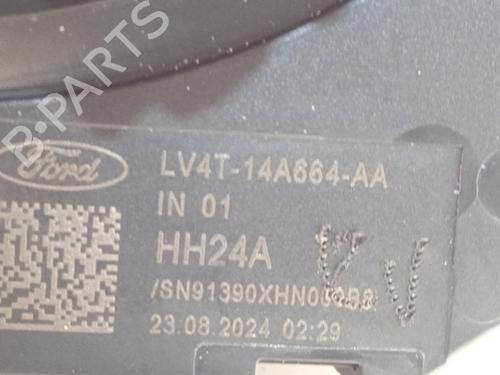 B-PARTS
Ford
LV4T-14A664-AA
IN 01
HH24A
23.08.2024 02:29